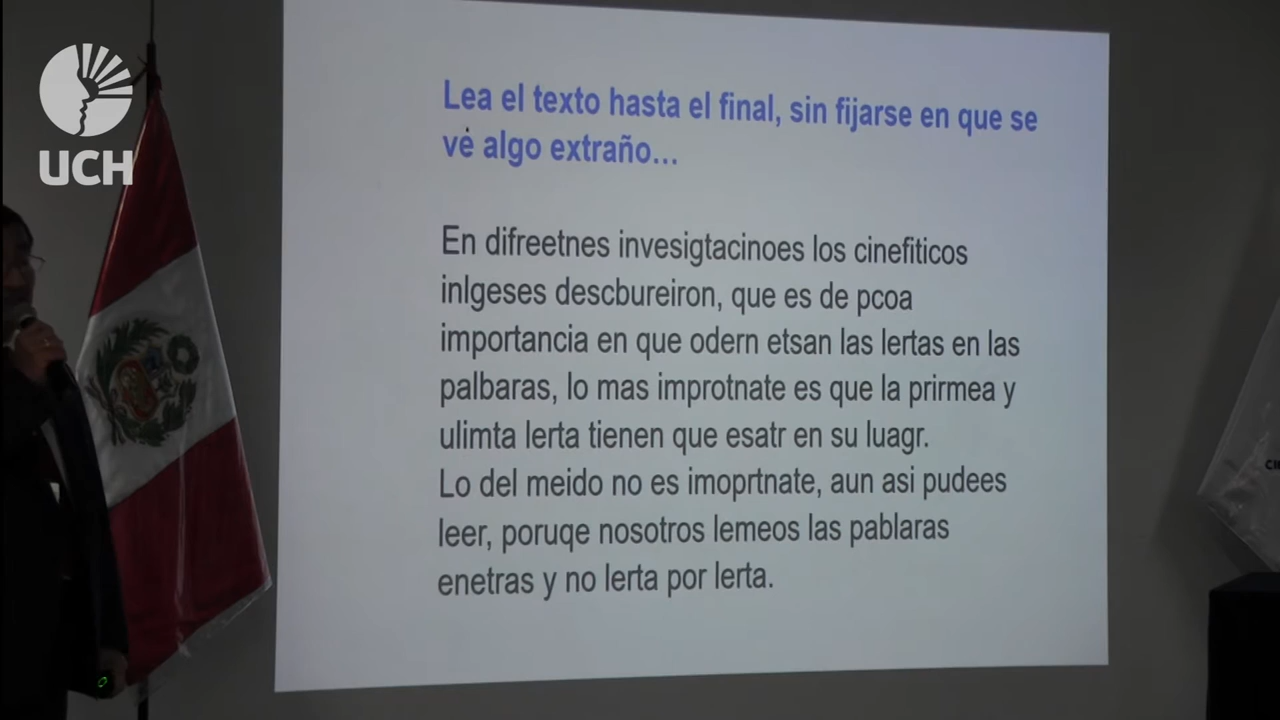 UCH
Lea el texto hasta el final, sin fijarse en que se
vé algo extraño...
En difreetnes invesigtacinoes los cinefiticos
inlgeses descbureiron, que es de pcoa
importancia en que odern etsan las lertas en las
palbaras, lo mas improtnate es que la prirmea y
ulimta lerta tienen que esatr en su luagr.
Lo del meido no es imoprtnate, aun asi pudees
leer, poruqe nosotros lemeos las pablaras
enetras y no lerta por lerta.